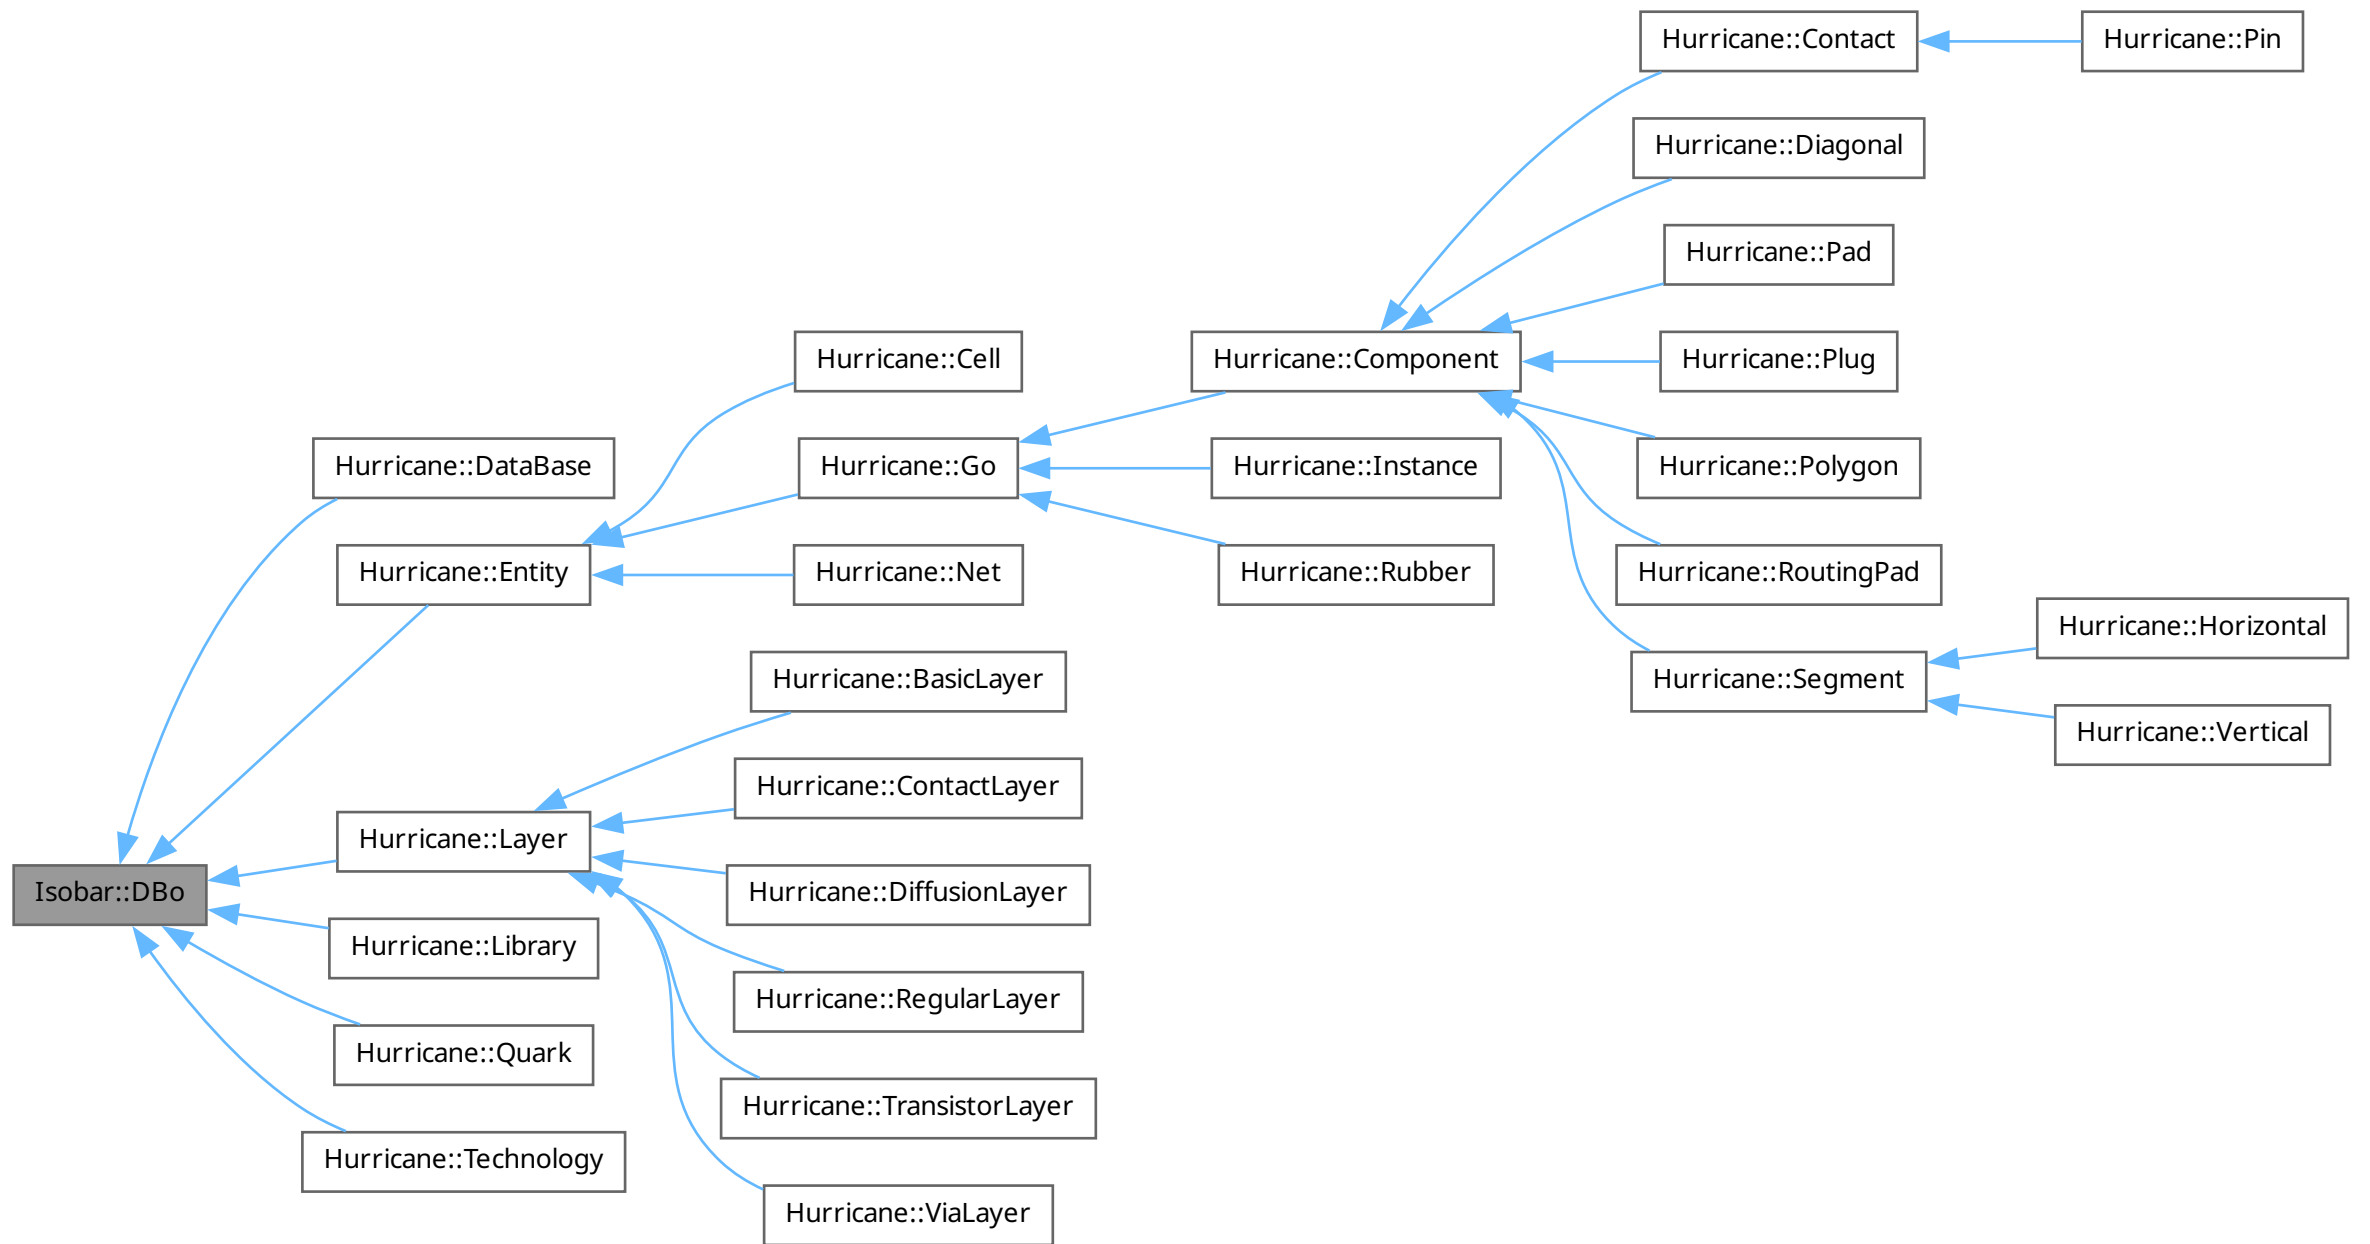 Hurricane::Contact
Hurricane::Pin
Hurricane::Diagonal
Hurricane::Pad
Hurricane::Cell
Hurricane::Component
Hurricane::Plug
Hurricane::DataBase
Hurricane::Go
Hurricane::Instance
Hurricane::Polygon
Hurricane::Entity
Hurricane::Net
Hurricane::Rubber
Hurricane::RoutingPad
Hurricane::Horizontal
Hurricane::BasicLayer
Hurricane::Segment
Hurricane::Vertical
Hurricane::ContactLayer
Hurricane::Layer
Isobar::DBo
Hurricane::DiffusionLayer
Hurricane::Library
Hurricane::RegularLayer
Hurricane::Quark
Hurricane::TransistorLayer
Hurricane::Technology
Hurricane::ViaLayer